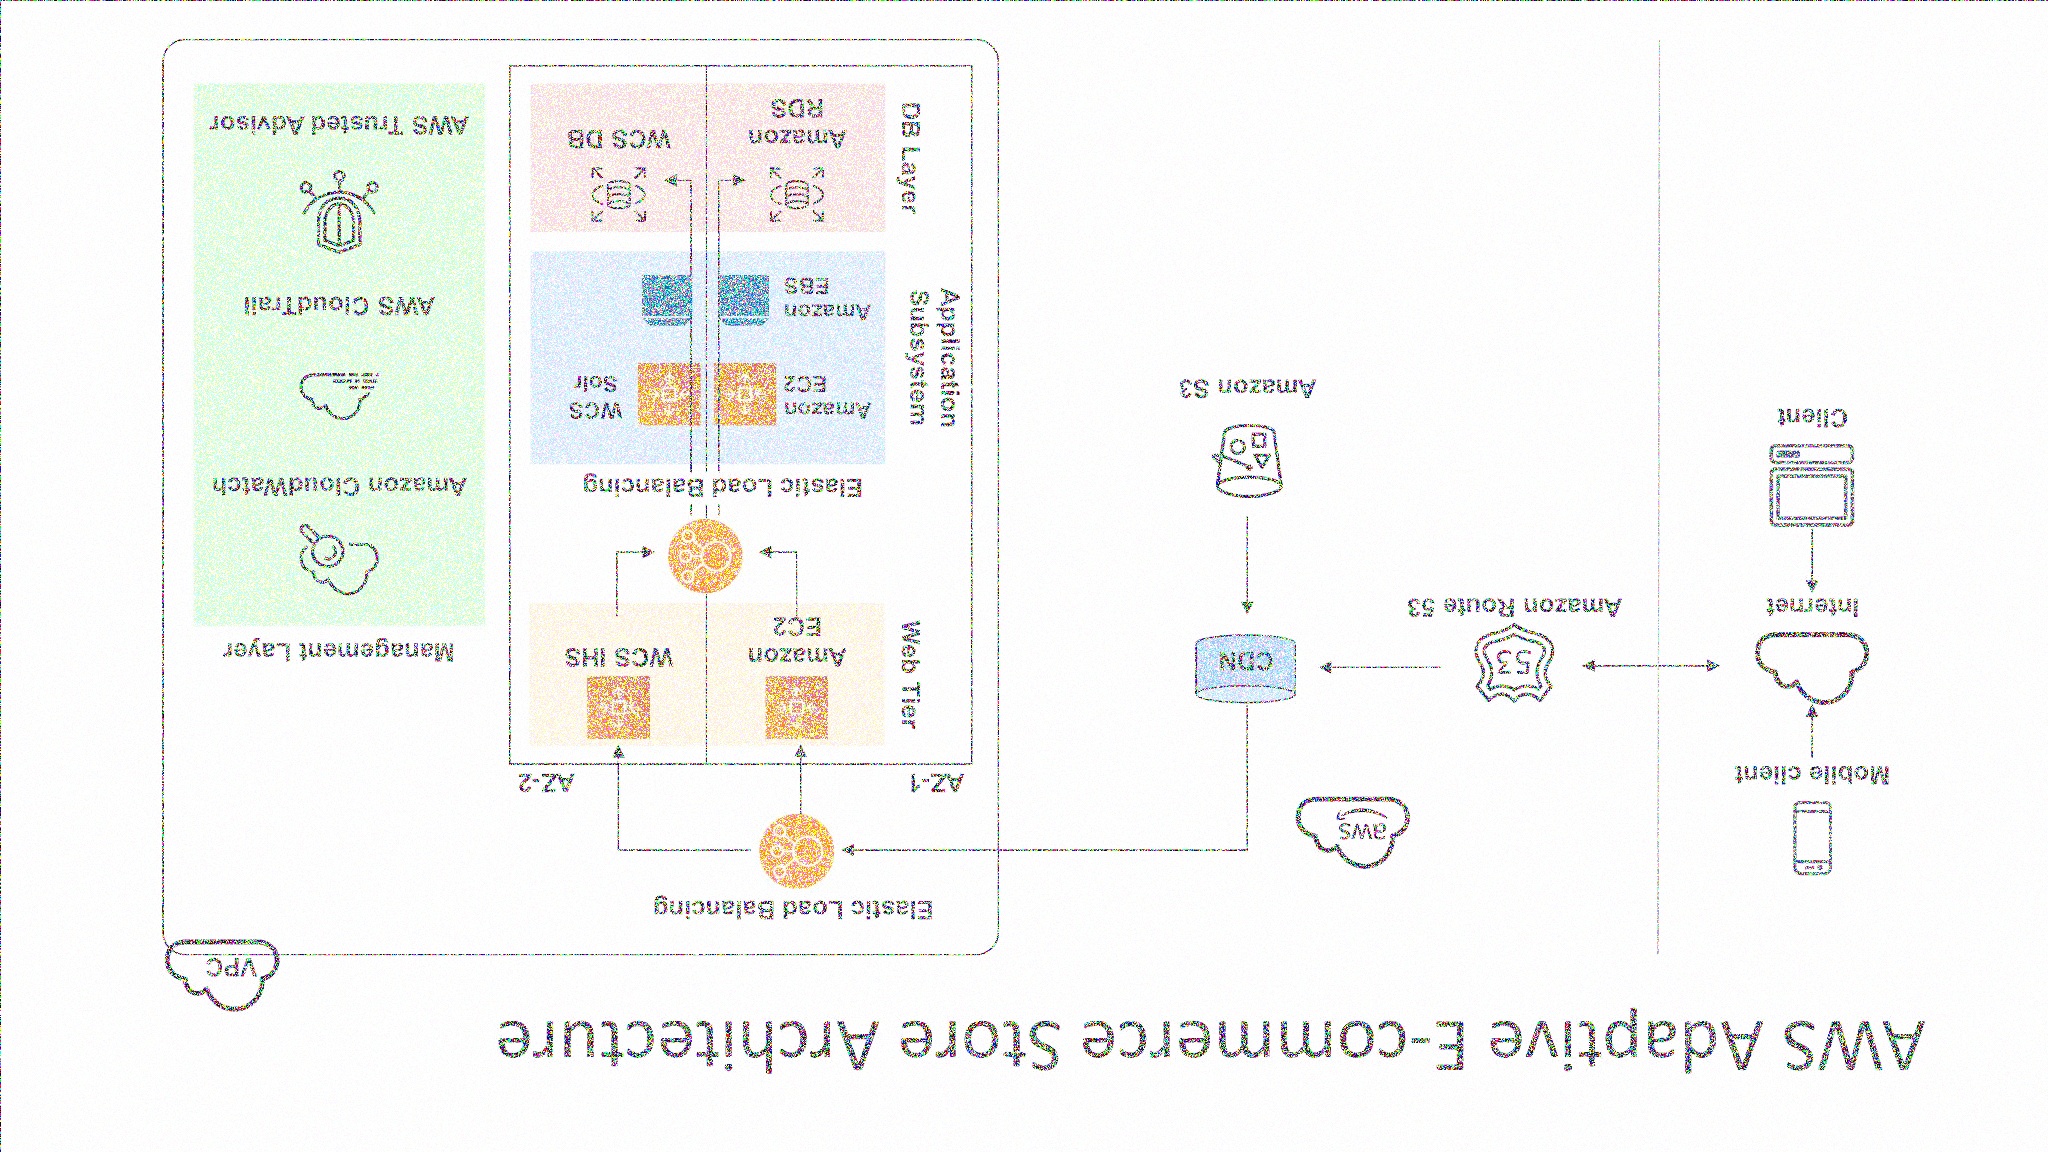 AWS Adaptive E-commerce Store Architecture
VPC
Mobile client
Internet
Client
aws
53
Amazon Route 53
CDN
Amazon S3
Elastic Load Balancing
AZ-1
AZ-2
Web Tier
Amazon
EC2
WCS IHS
Elastic Load Balancing
Application
Subsystem
Amazon
EC2
WCS
Solr
Amazon
EBS
DB Layer
Amazon
RDS
WCS DB
Management Layer
Amazon CloudWatch
AWS CloudTrail
AWS Trusted Advisor